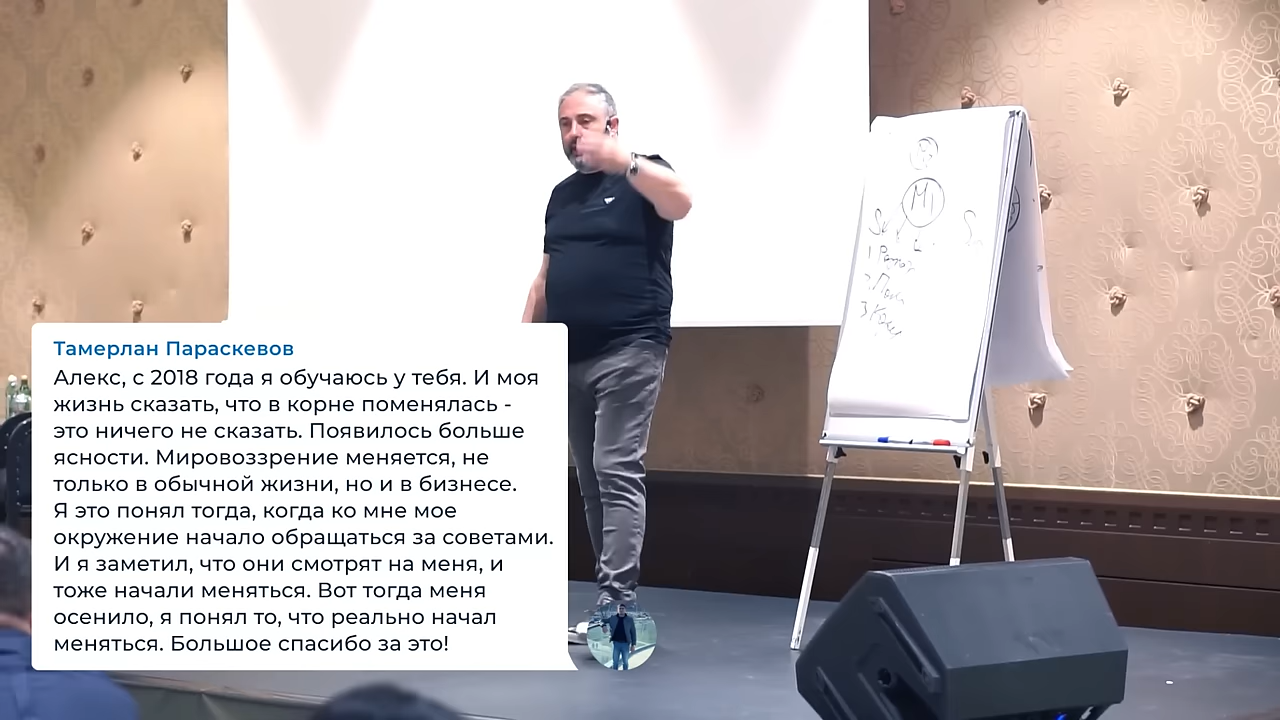 Тамерлан Параскевов
Алекс, с 2018 года я обучаюсь у тебя. И моя
жизнь сказать, что в корне поменялась -
это ничего не сказать. Появилось больше
ясности. Мировоззрение меняется, не
только в обычной жизни, но и в бизнесе.
Я это понял тогда, когда ко мне мое
окружение начало обращаться за советами.
И я заметил, что они смотрят на меня, и
тоже начали меняться. Вот тогда меня
осенило, я понял то, что реально начал
меняться. Большое спасибо за это!
M1